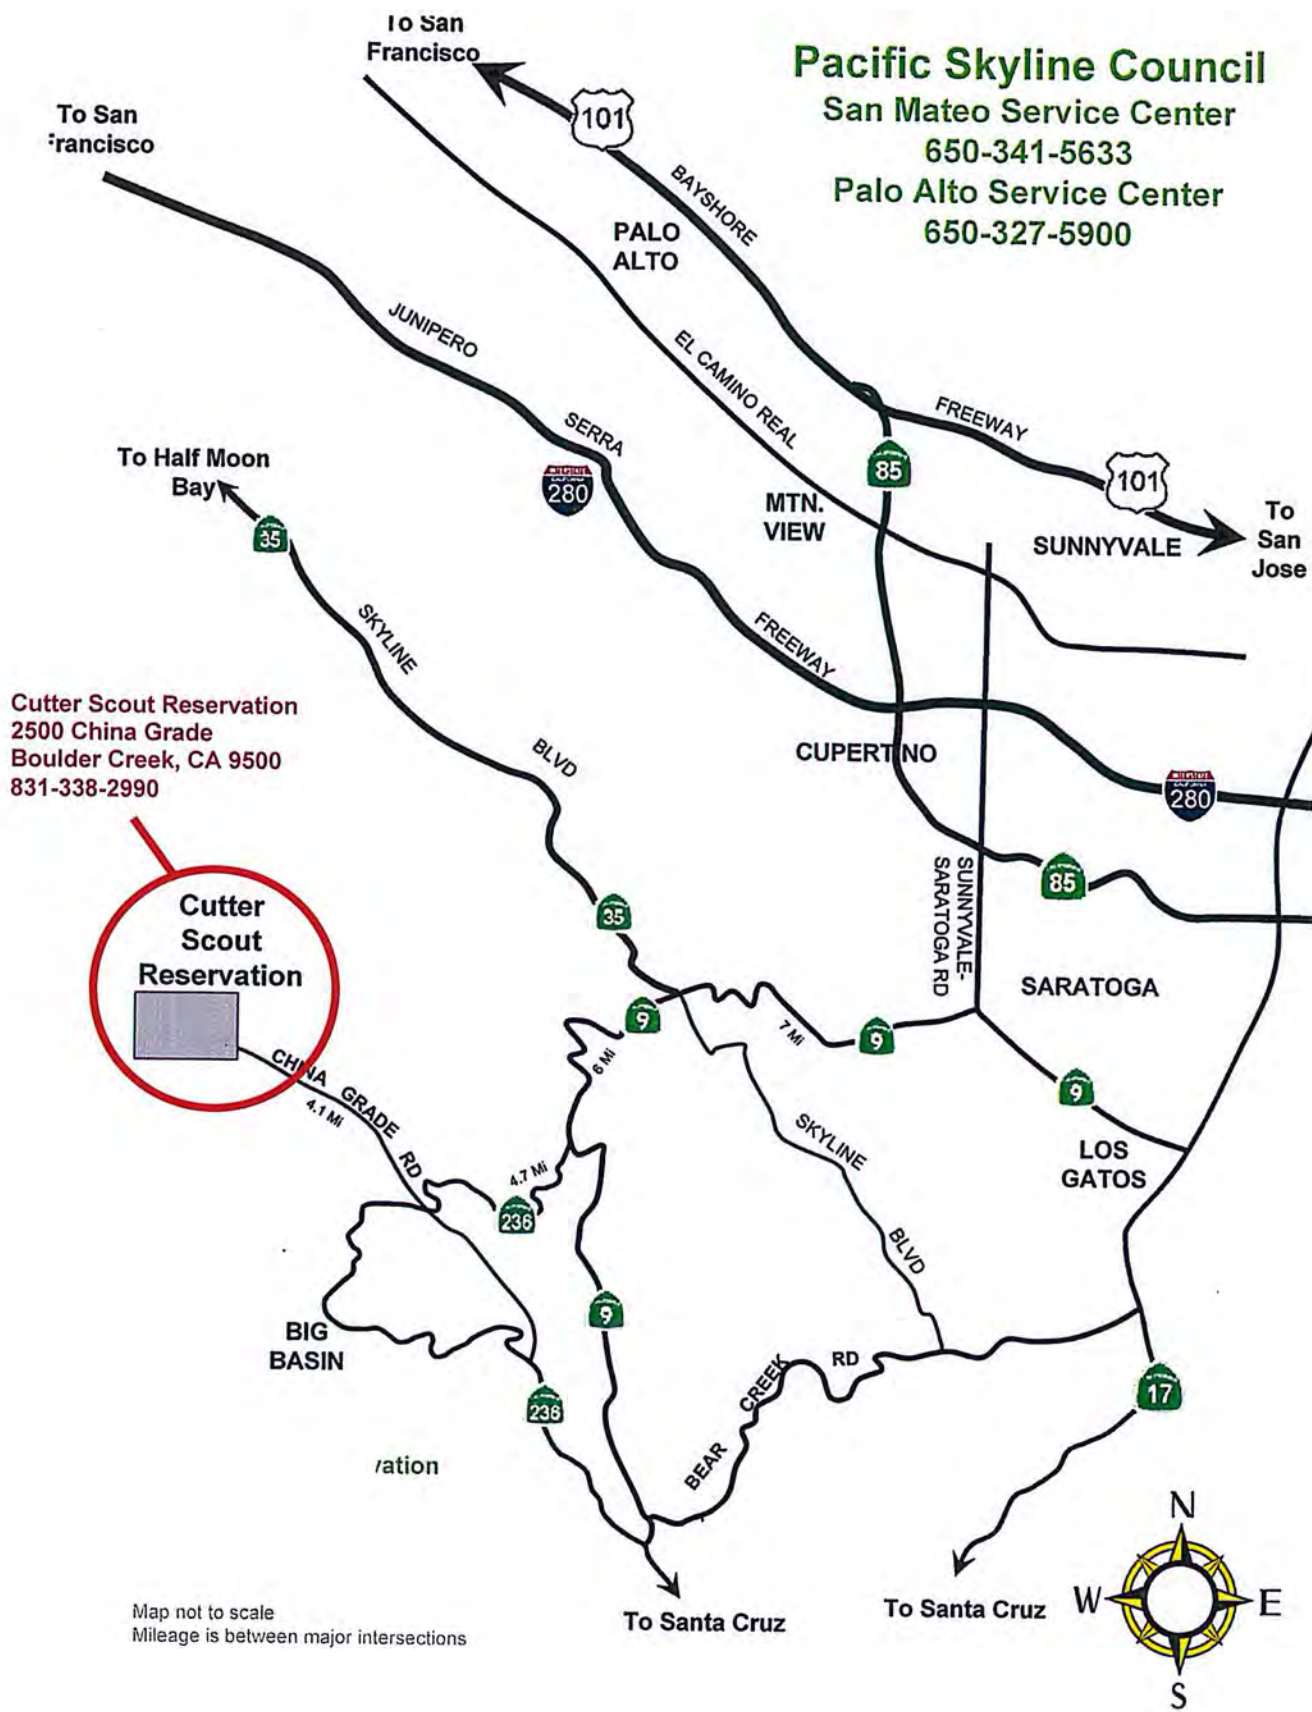 To San
Francisco
Pacific Skyline Council
San Mateo Service Center
650-341-5633
Palo Alto Service Center
650-327-5900
101
To San
Francisco
BAYSHORE
PALO
ALTO
JUNIPERO
EL CAMINO REAL
FREEWAY
SERRA
To Half Moon
Bay
85
101
280
MTN.
VIEW
SUNNYVALE
To
San
Jose
35
SKYLINE
FREEWAY
Cutter Scout Reservation
2500 China Grade
Boulder Creek, CA 9500
831-338-2990
BLVD
CUPERTINO
280
85
SUNNYVALE-
SARATOGA RD
Cutter
Scout
Reservation
35
SARATOGA
9
7 Mi
9
6 Mi
CHINA GRADE RD
4.1 Mi
9
SKYLINE
LOS
GATOS
4.7 Mi
236
BLVD
9
BIG
BASIN
CREEK
RD
17
236
BEAR
/ation
N
W
E
S
To Santa Cruz
To Santa Cruz
Map not to scale
Mileage is between major intersections